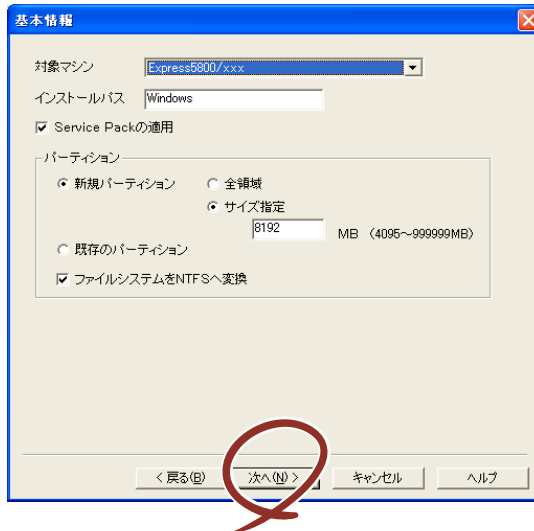 基本情報
対象マシン Express5800/xxx
インストールパス Windows
Service Packの適用
パーティション
新規パーティション 全領域
サイズ指定
8192 MB (4095～999999MB)
既存のパーティション
ファイルシステムをNTFSへ変換
< 戻る(B) 次へ(N) > キャンセル ヘルプ